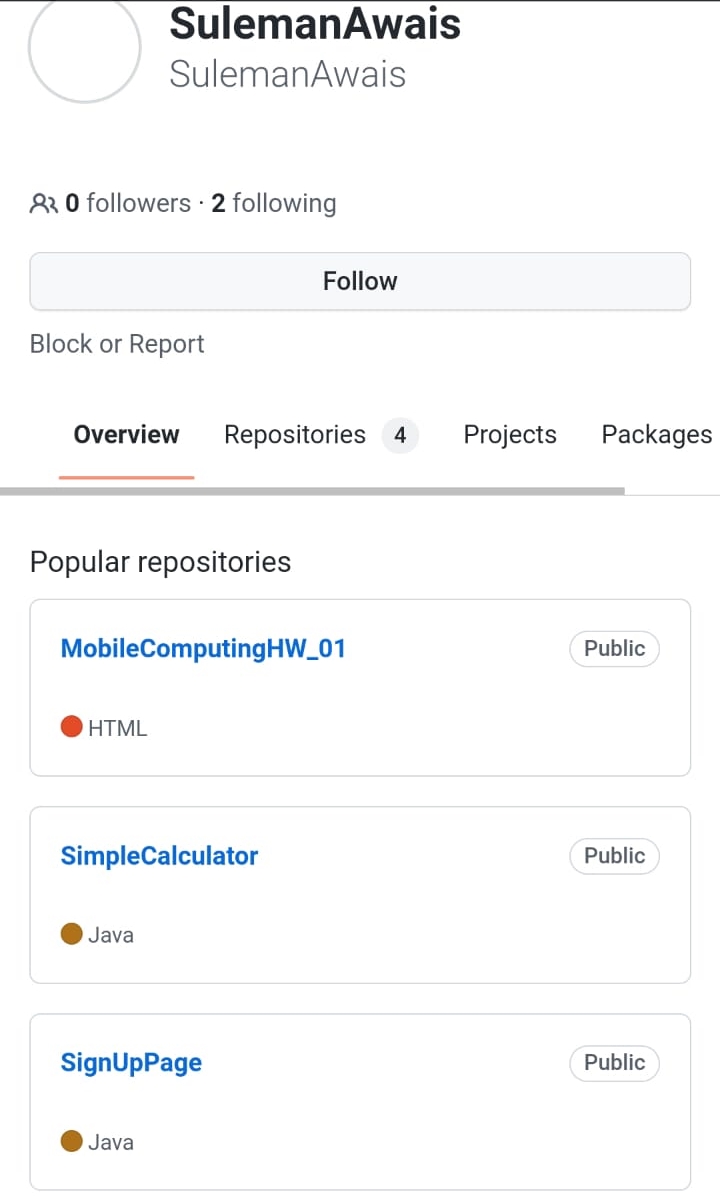 SulemanAwais
SulemanAwais
0 followers · 2 following
Follow
Block or Report
Overview Repositories 4 Projects Packages
Popular repositories
MobileComputingHW_01 Public
HTML
SimpleCalculator Public
Java
SignUpPage Public
Java